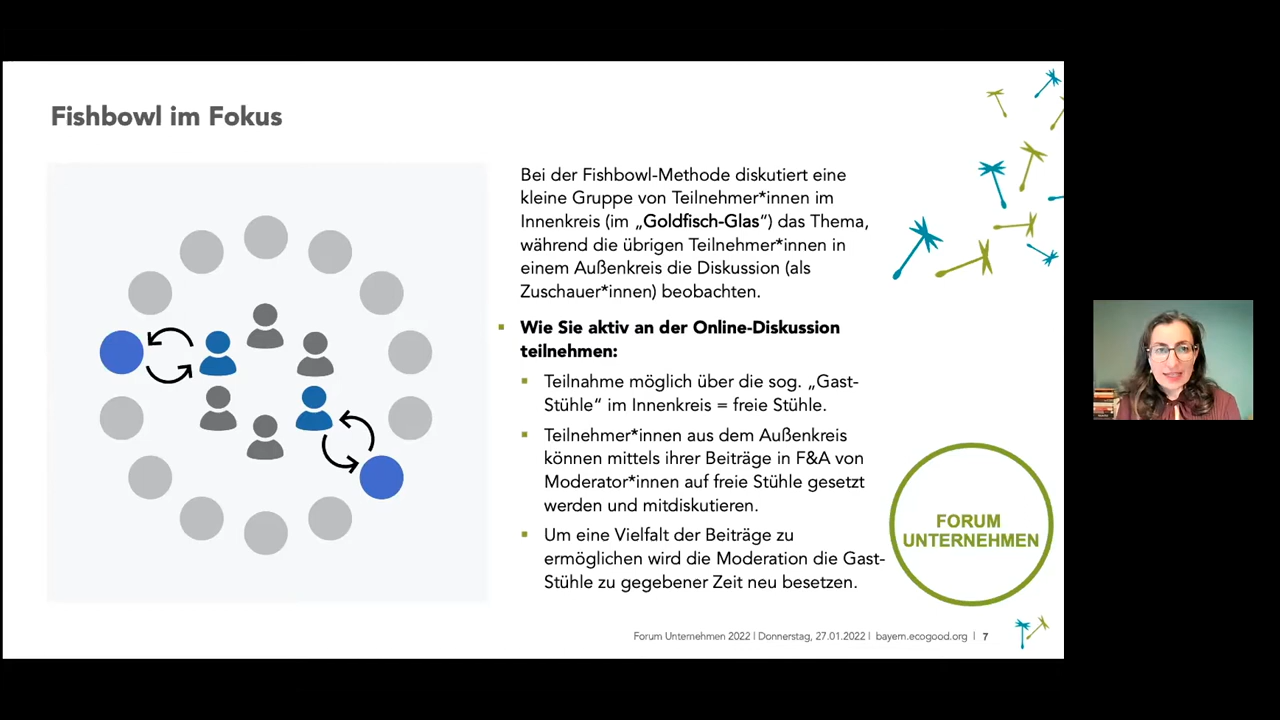 Fishbowl im Fokus
Bei der Fishbowl-Methode diskutiert eine
kleine Gruppe von Teilnehmer*innen im
Innenkreis (im „Goldfisch-Glas“) das Thema,
während die übrigen Teilnehmer*innen in
einem Außenkreis die Diskussion (als
Zuschauer*innen) beobachten.
▪ Wie Sie aktiv an der Online-Diskussion
teilnehmen:
▪ Teilnahme möglich über die sog. „Gast-
Stühle“ im Innenkreis = freie Stühle.
▪ Teilnehmer*innen aus dem Außenkreis
können mittels ihrer Beiträge in F&A von
Moderator*innen auf freie Stühle gesetzt
werden und mitdiskutieren.
▪ Um eine Vielfalt der Beiträge zu
ermöglichen wird die Moderation die Gast-
Stühle zu gegebener Zeit neu besetzen.
FORUM
UNTERNEHMEN
Forum Unternehmen 2022 | Donnerstag, 27.01.2022 | bayern.ecogood.org | 7